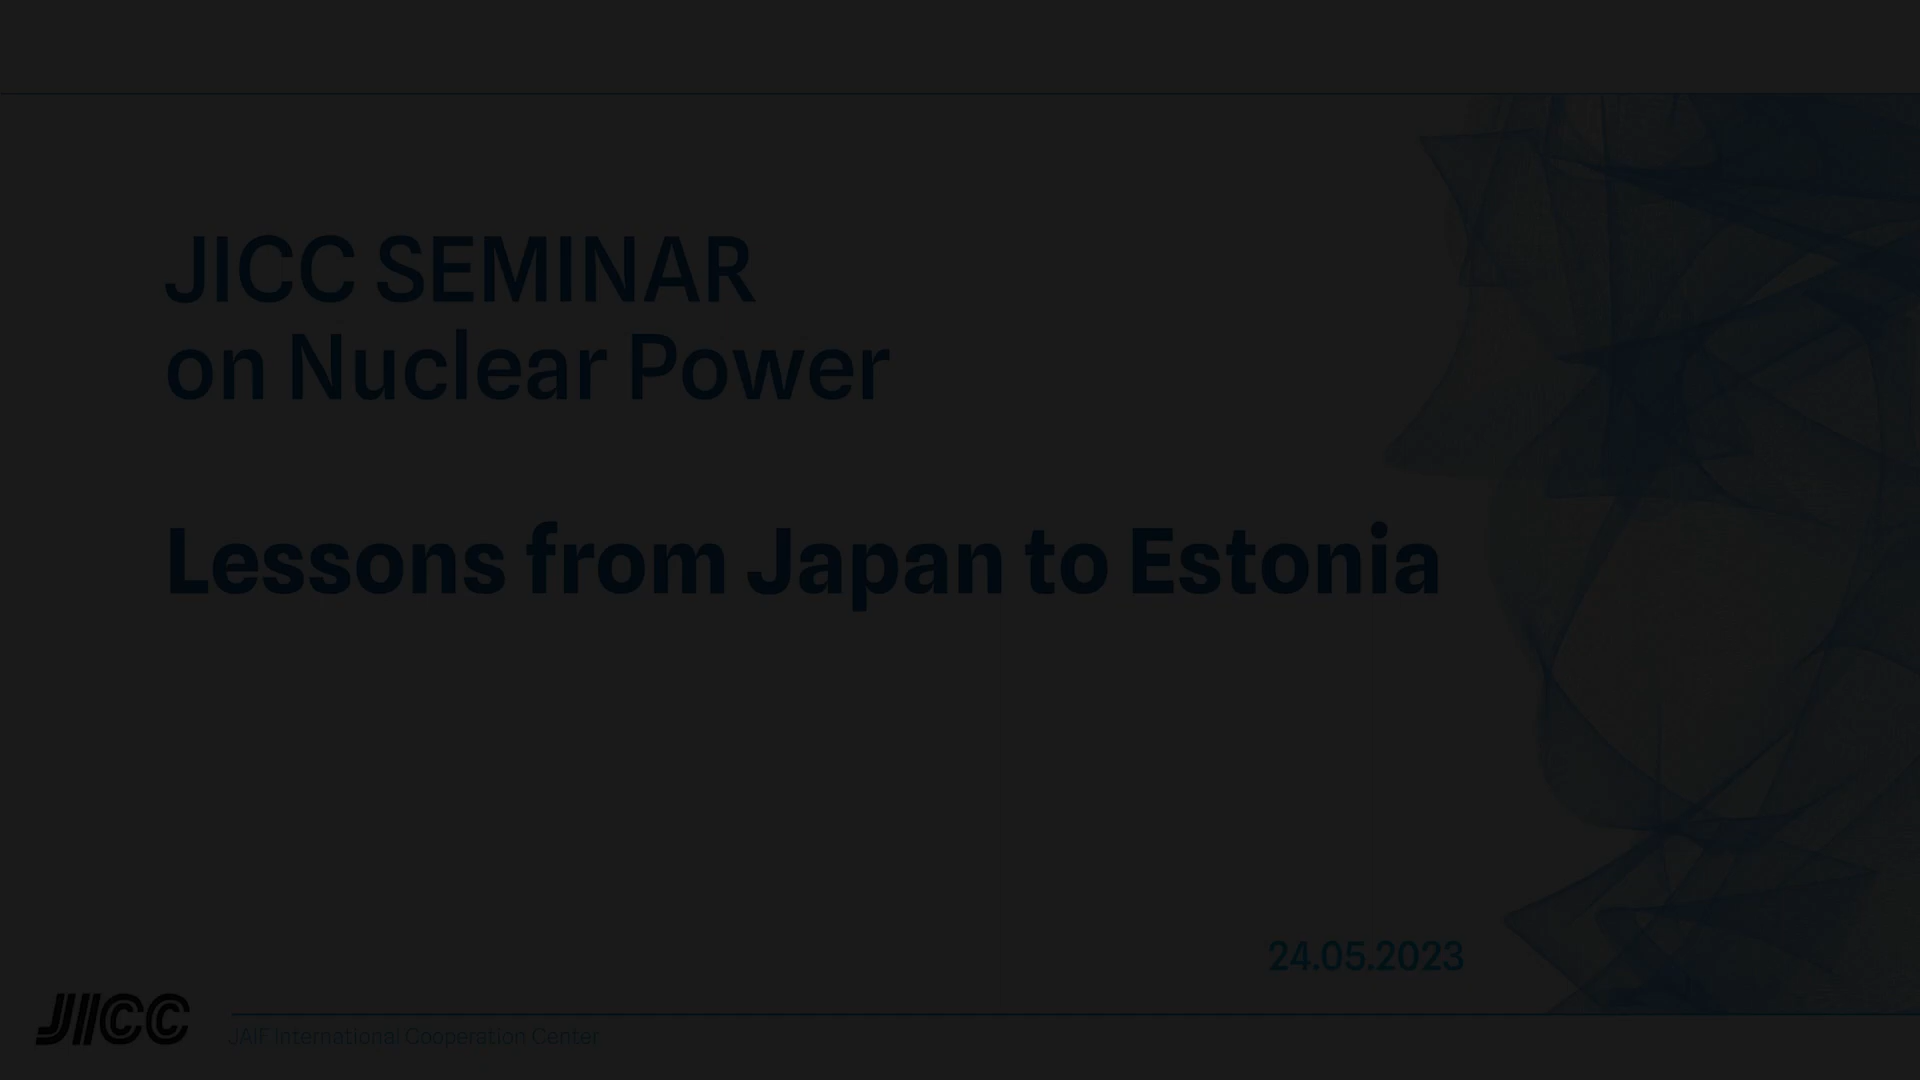 JICC SEMINAR
on Nuclear Power
Lessons from Japan to Estonia
24.05.2023
JICC
JAIF International Cooperation Center